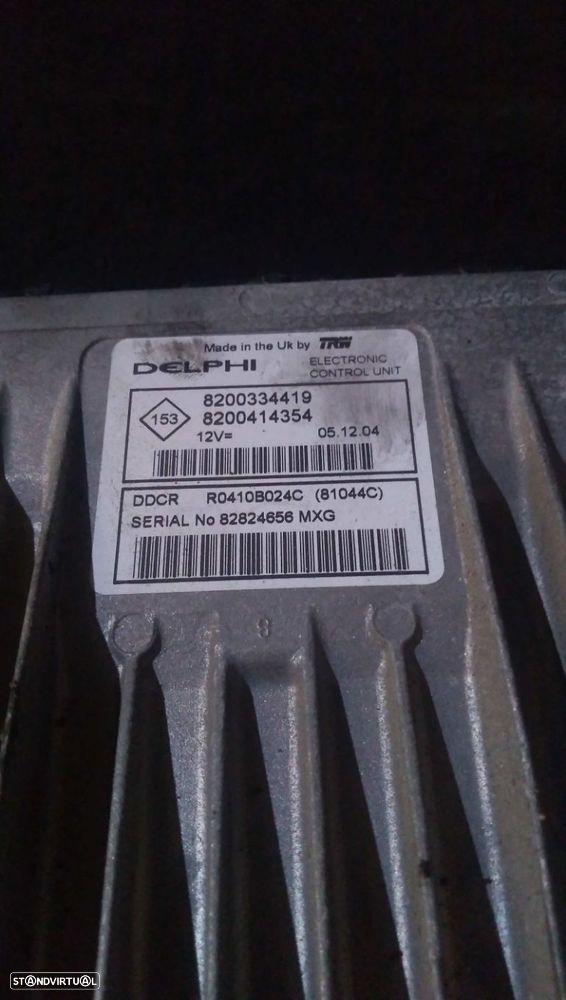 Made in the Uk by TRW
DELPHI ELECTRONIC CONTROL UNIT
153
8200334419
8200414354
12V= 05.12.04
DDCR R0410B024C (81044C)
SERIAL No 82824656 MXG
8
STANDVIRTUAL